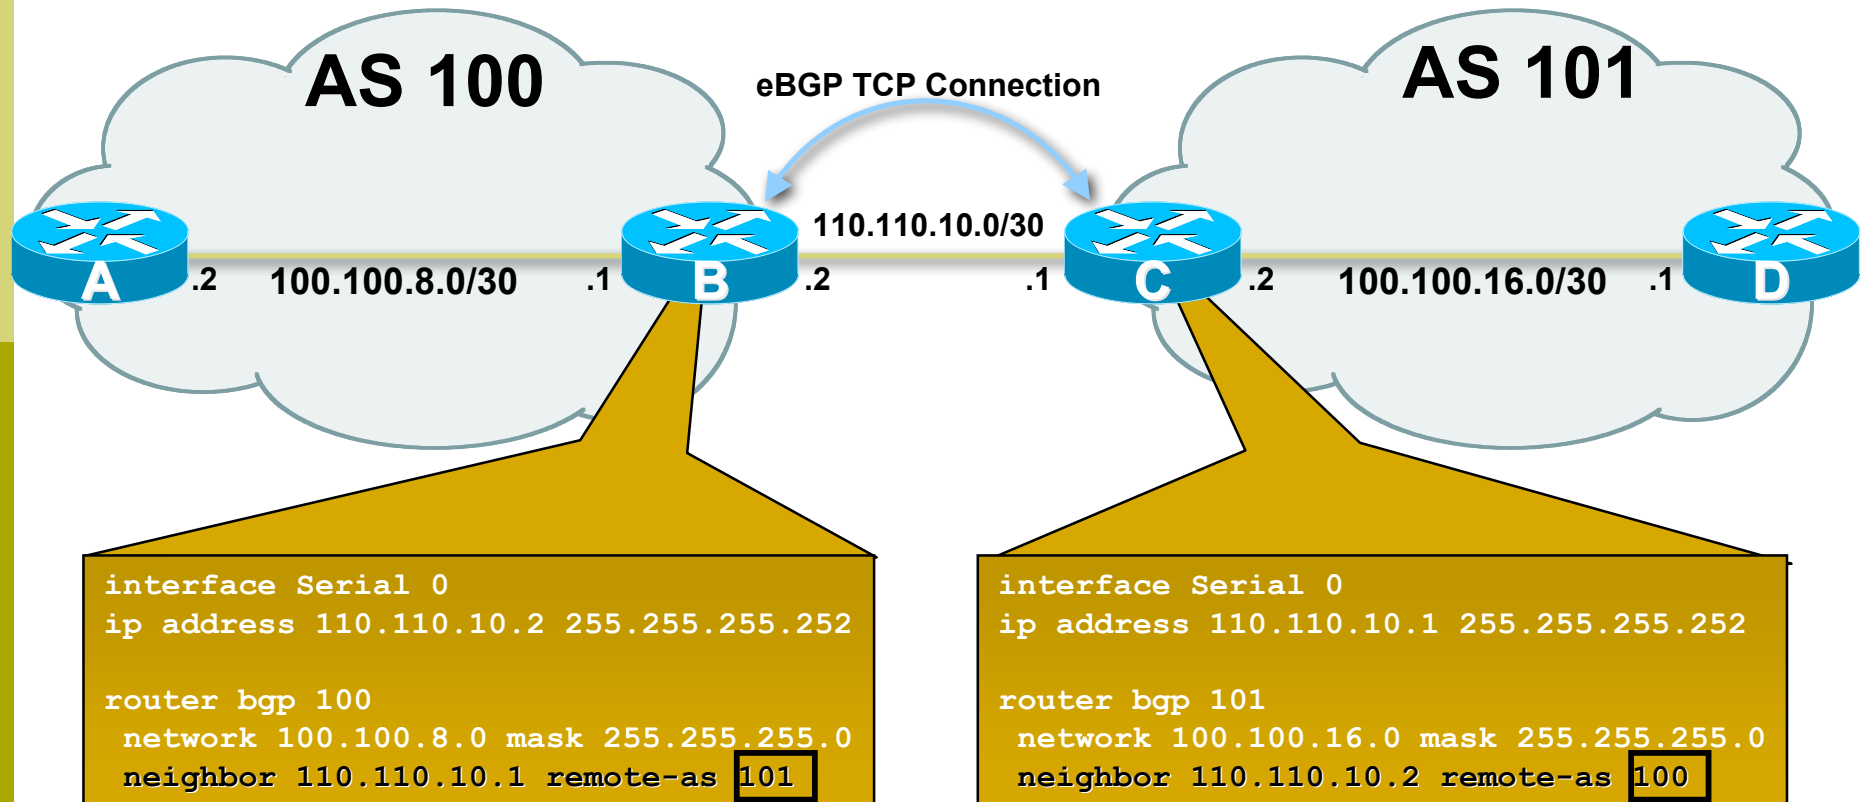 AS 100
AS 101
eBGP TCP Connection
110.110.10.0/30
A
.2
100.100.8.0/30
.1
B
.2
.1
C
.2
100.100.16.0/30
.1
D
interface Serial 0
ip address 110.110.10.2 255.255.255.252
router bgp 100
network 100.100.8.0 mask 255.255.255.0
neighbor 110.110.10.1 remote-as 101
interface Serial 0
ip address 110.110.10.1 255.255.255.252
router bgp 101
network 100.100.16.0 mask 255.255.255.0
neighbor 110.110.10.2 remote-as 100